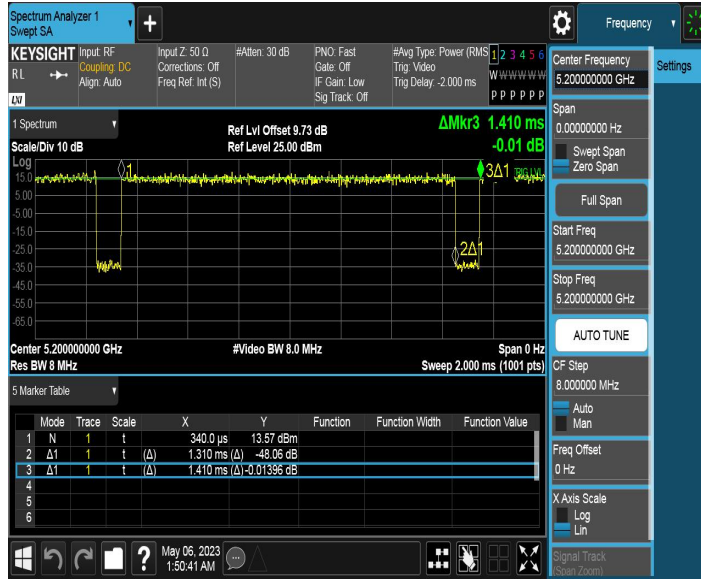 Spectrum Analyzer 1
Swept SA
+
Frequency
KEYSIGHT
RL
LXI
Input: RF
Coupling: DC
Align: Auto
Input Z: 50 Ω
Corrections: Off
Freq Ref: Int (S)
#Atten: 30 dB
PNO: Fast
Gate: Off
IF Gain: Low
Sig Track: Off
#Avg Type: Power (RMS
Trig: Video
Trig Delay: -2.000 ms
1 2 3 4 5 6
W W W W W W
P P P P P P
1 Spectrum
Scale/Div 10 dB
Ref Lvl Offset 9.73 dB
Ref Level 25.00 dBm
ΔMkr3 1.410 ms
-0.01 dB
Log
15.0
5.00
-5.00
-15.0
-25.0
-35.0
-45.0
-55.0
-65.0
1
3Δ1
TRIG LVL
2Δ1
Center 5.200000000 GHz
Res BW 8 MHz
#Video BW 8.0 MHz
Span 0 Hz
Sweep 2.000 ms (1001 pts)
5 Marker Table
Mode Trace Scale X Y Function Function Width Function Value
1 N 1 t 340.0 µs 13.57 dBm
2 Δ1 1 t (Δ) 1.310 ms (Δ) -48.06 dB
3 Δ1 1 t (Δ) 1.410 ms (Δ) -0.01396 dB
4
5
6
?
May 06, 2023
1:50:41 AM
Center Frequency
5.200000000 GHz
Settings
Span
0.00000000 Hz
Swept Span
Zero Span
Full Span
Start Freq
5.200000000 GHz
Stop Freq
5.200000000 GHz
AUTO TUNE
CF Step
8.000000 MHz
Auto
Man
Freq Offset
0 Hz
X Axis Scale
Log
Lin
Signal Track
(Span Zoom)